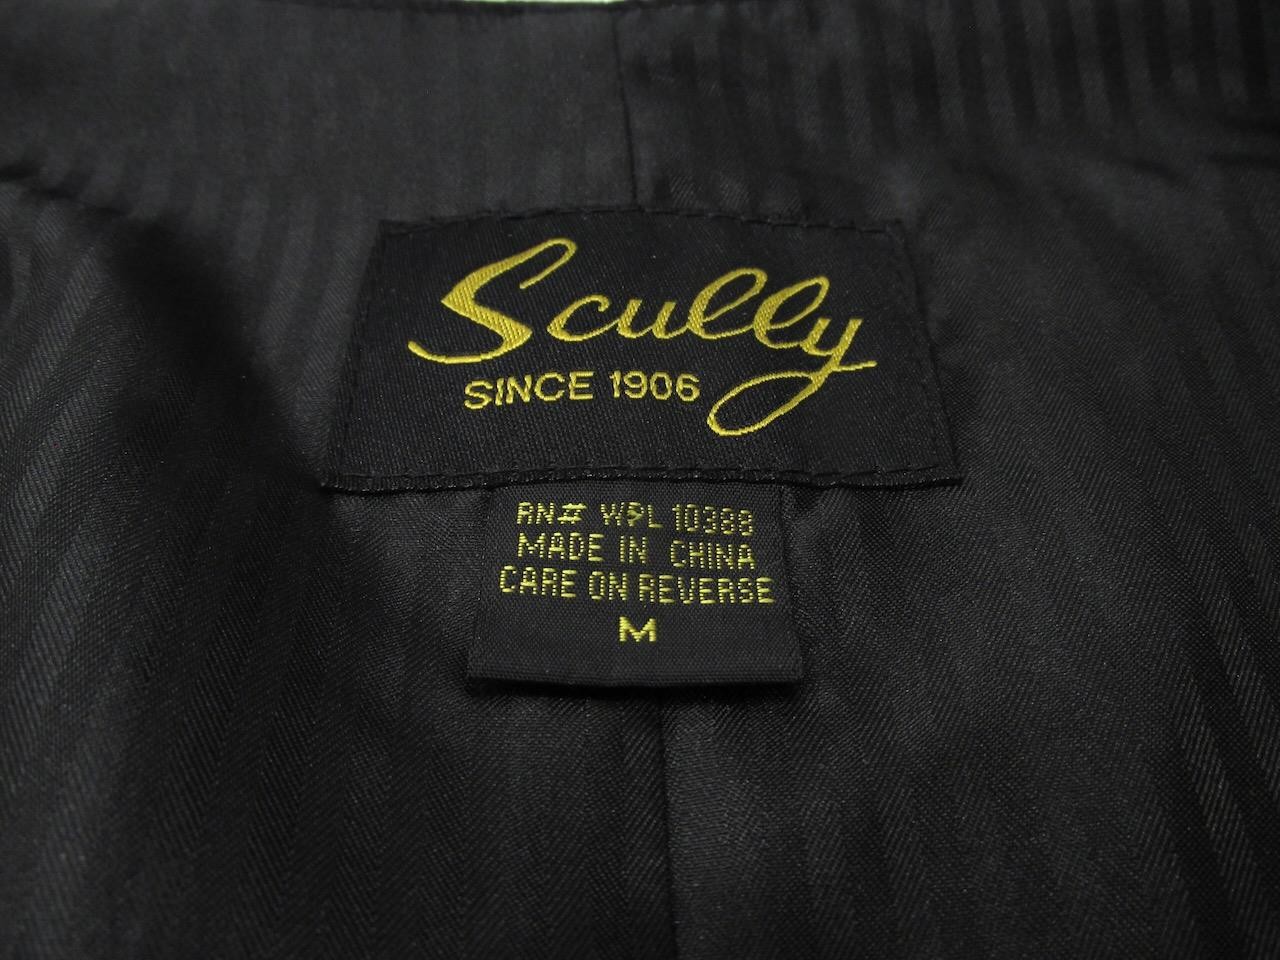 Scully
SINCE 1906
RN# WPL 10388
MADE IN CHINA
CARE ON REVERSE
M